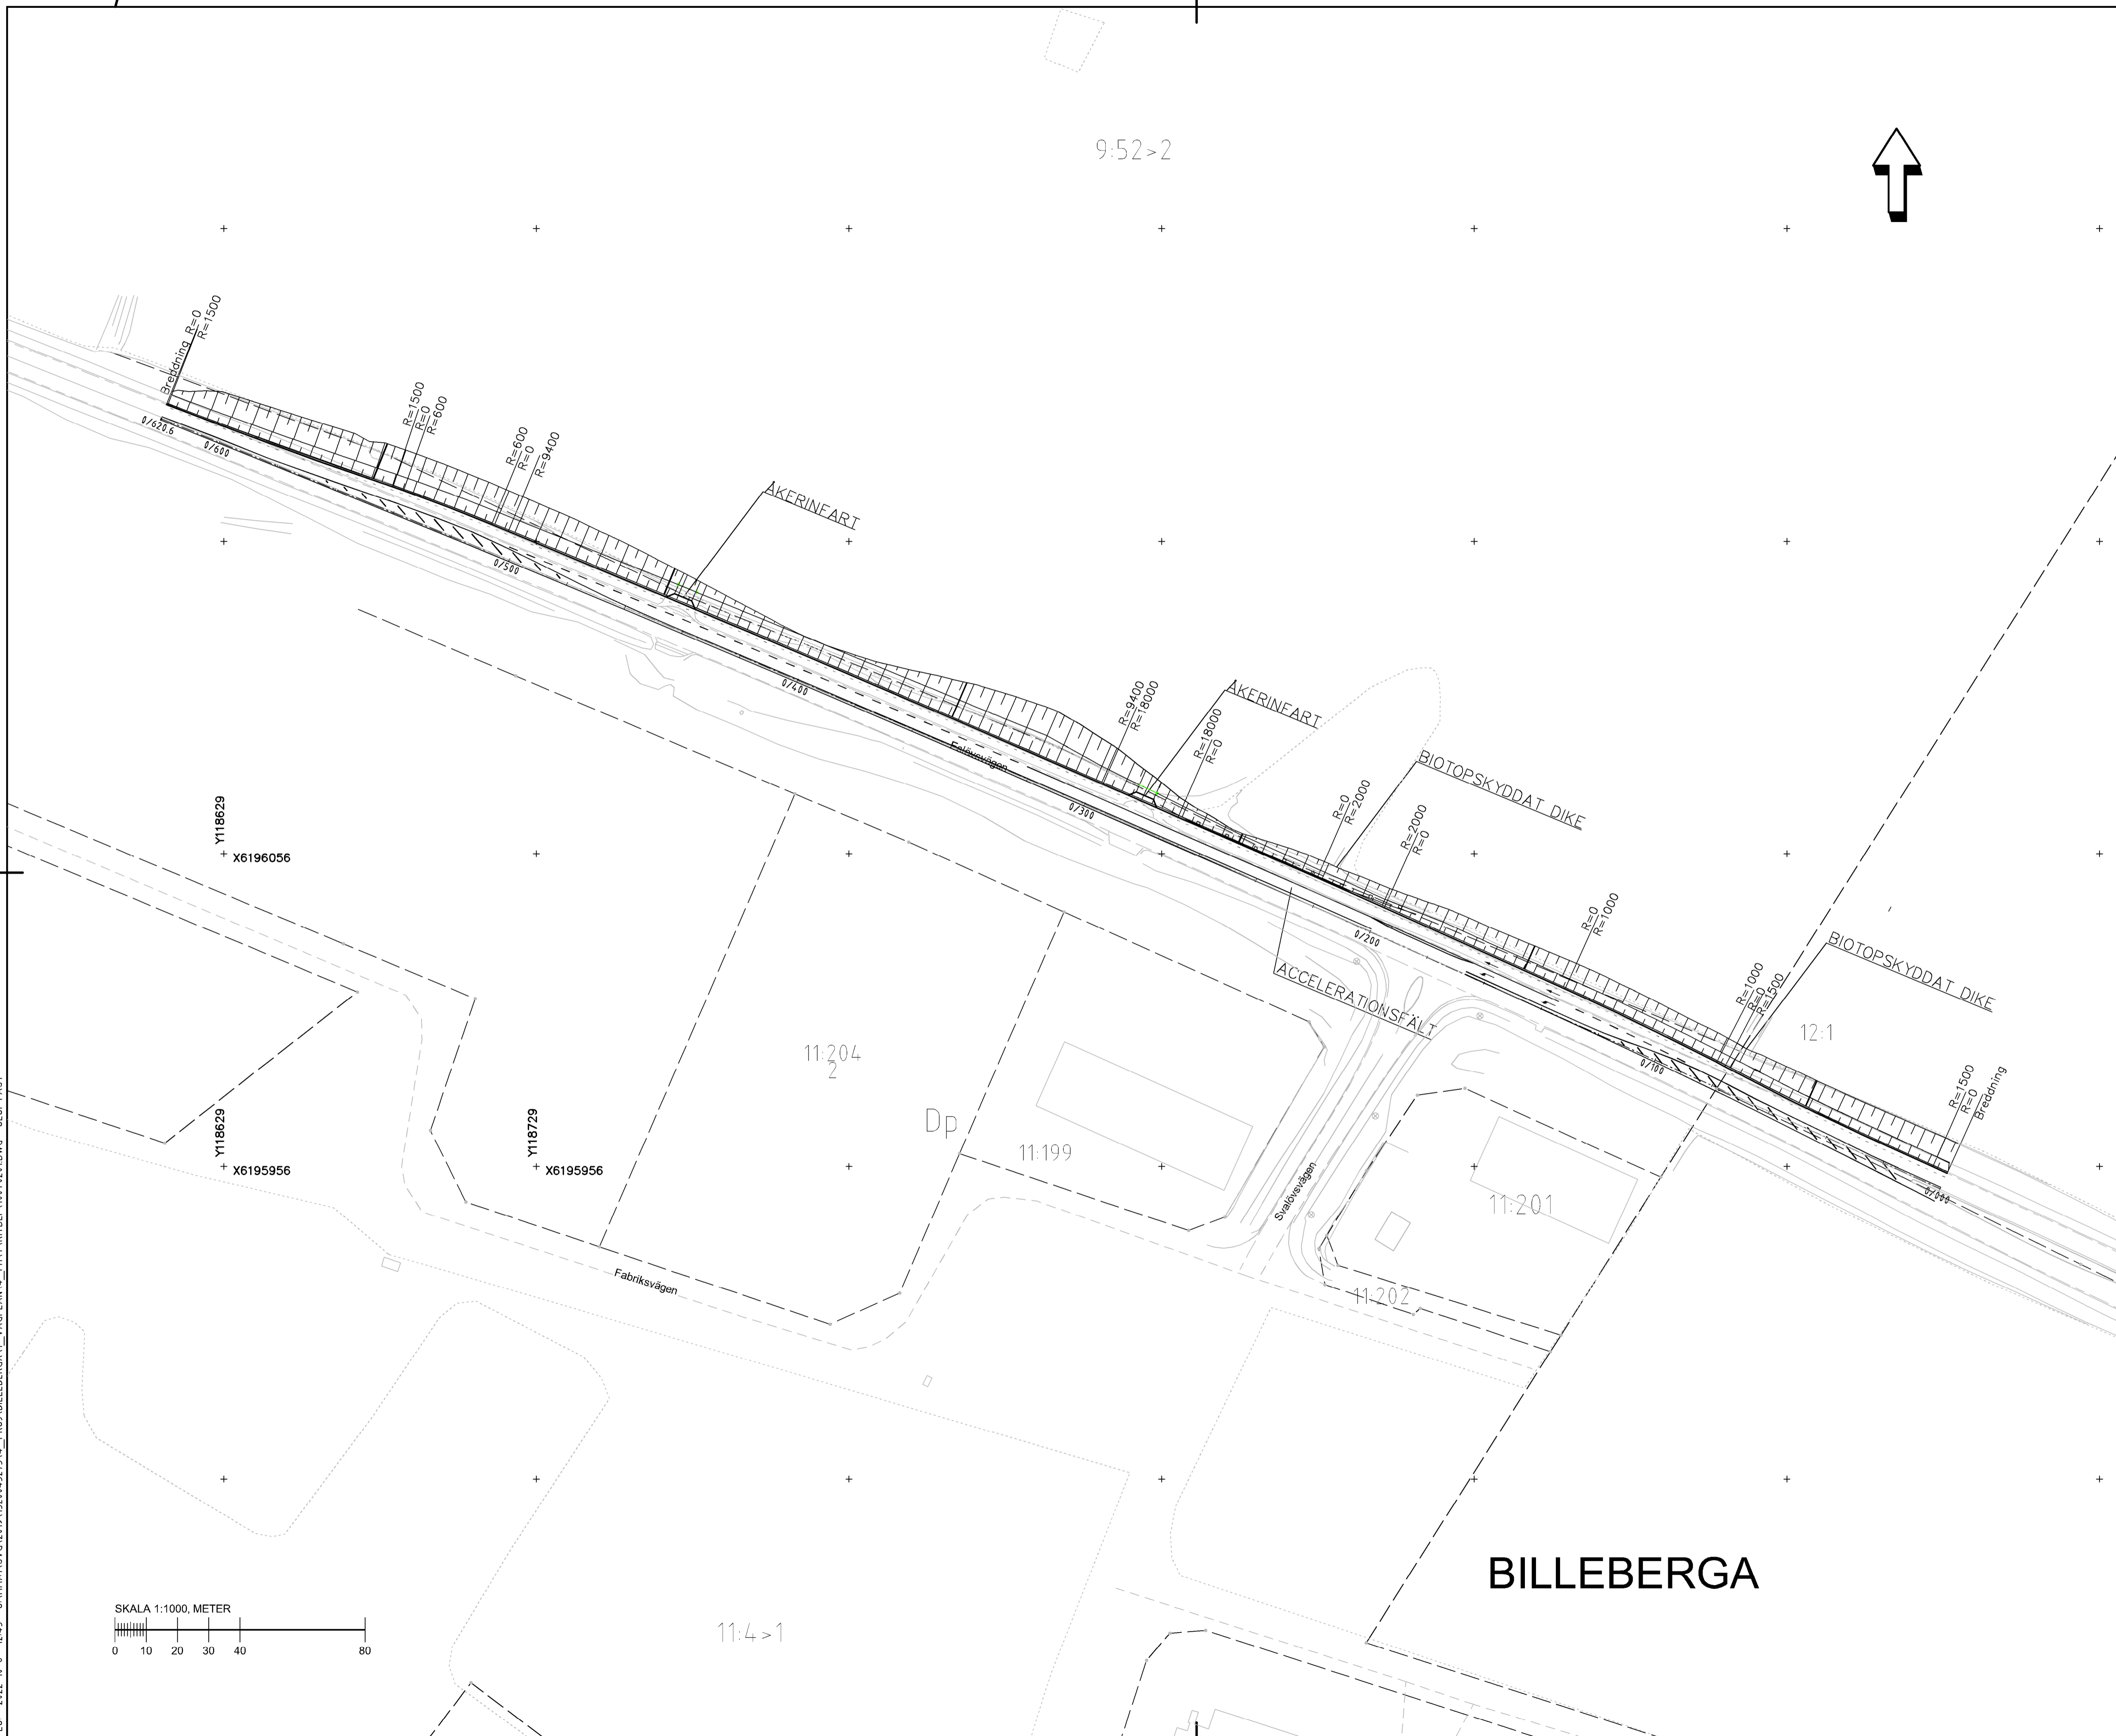 9:52>2
Breddning
R=0
R=1500
0/620.6
0/600
R=1500
R=0
R=600
R=600
R=0
R=9400
0/500
ÅKERINFART
0/400
R=9400
R=18000
ÅKERINFART
R=18000
R=0
0/300
R=0
R=2000
BIOTOPSKYDDAT DIKE
R=2000
R=0
0/200
ACCELERATIONSFÄLT
R=0
R=1000
R=1000
R=0
R=1500
BIOTOPSKYDDAT DIKE
12:1
0/100
R=1500
R=0
Breddning
0/000
Y118629
X6196056
11:204
2
Dp
11:199
Svalövsvägen
11:201
11:202
Y118629
X6195956
Y118729
X6195956
Fabriksvägen
BILLEBERGA
SKALA 1:1000, METER
0 10 20 30 40 80
11:4>1